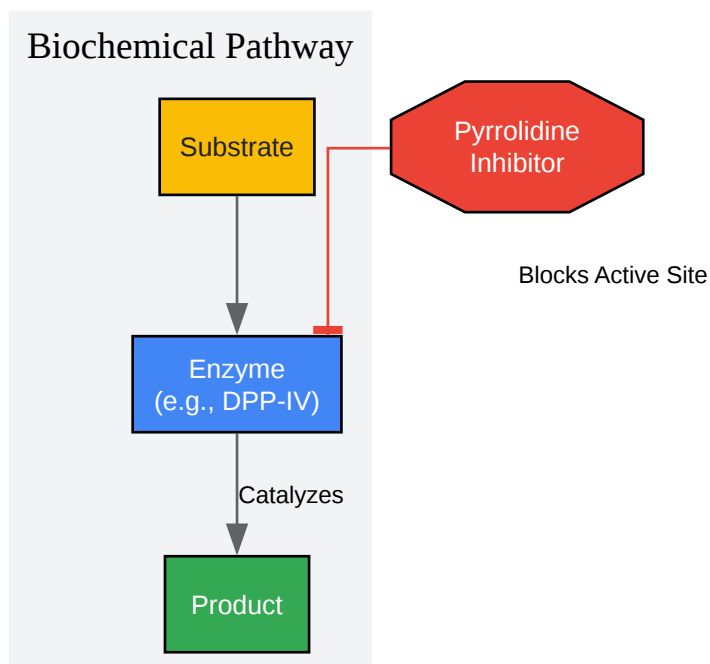 Biochemical Pathway
Substrate
Pyrrolidine
Inhibitor
Blocks Active Site
Enzyme
(e.g., DPP-IV)
Catalyzes
Product